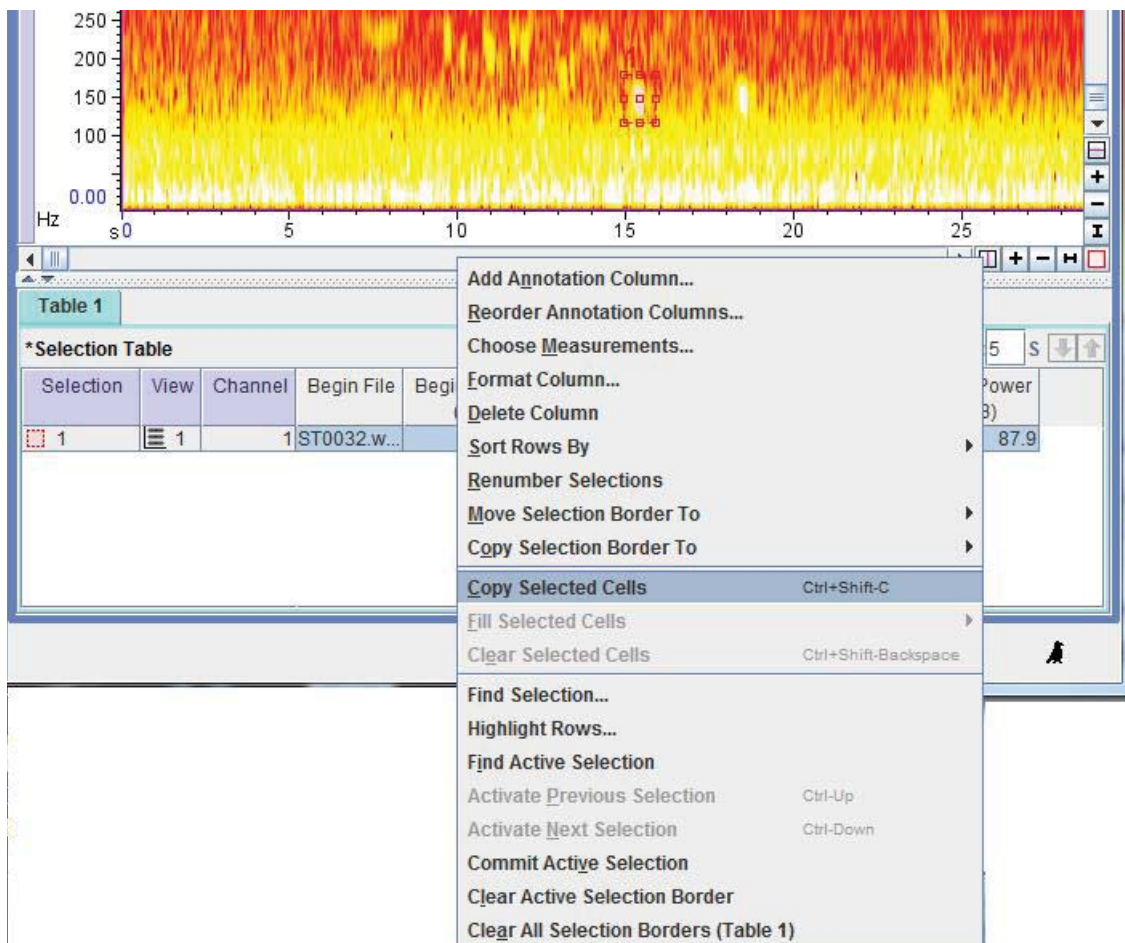 250
200
150
100
0.00
Hz
s0 5 10 15 20 25
1
Table 1
*Selection Table
5 S
Selection View Channel Begin File Begi Power
1 1 1 ST0032.w... 87.9
Add Annotation Column...
Reorder Annotation Columns...
Choose Measurements...
Format Column...
Delete Column
Sort Rows By
Renumber Selections
Move Selection Border To
Copy Selection Border To
Copy Selected Cells Ctrl+Shift-C
Fill Selected Cells
Clear Selected Cells Ctrl+Shift-Backspace
Find Selection...
Highlight Rows...
Find Active Selection
Activate Previous Selection Ctrl-Up
Activate Next Selection Ctrl-Down
Commit Active Selection
Clear Active Selection Border
Clear All Selection Borders (Table 1)